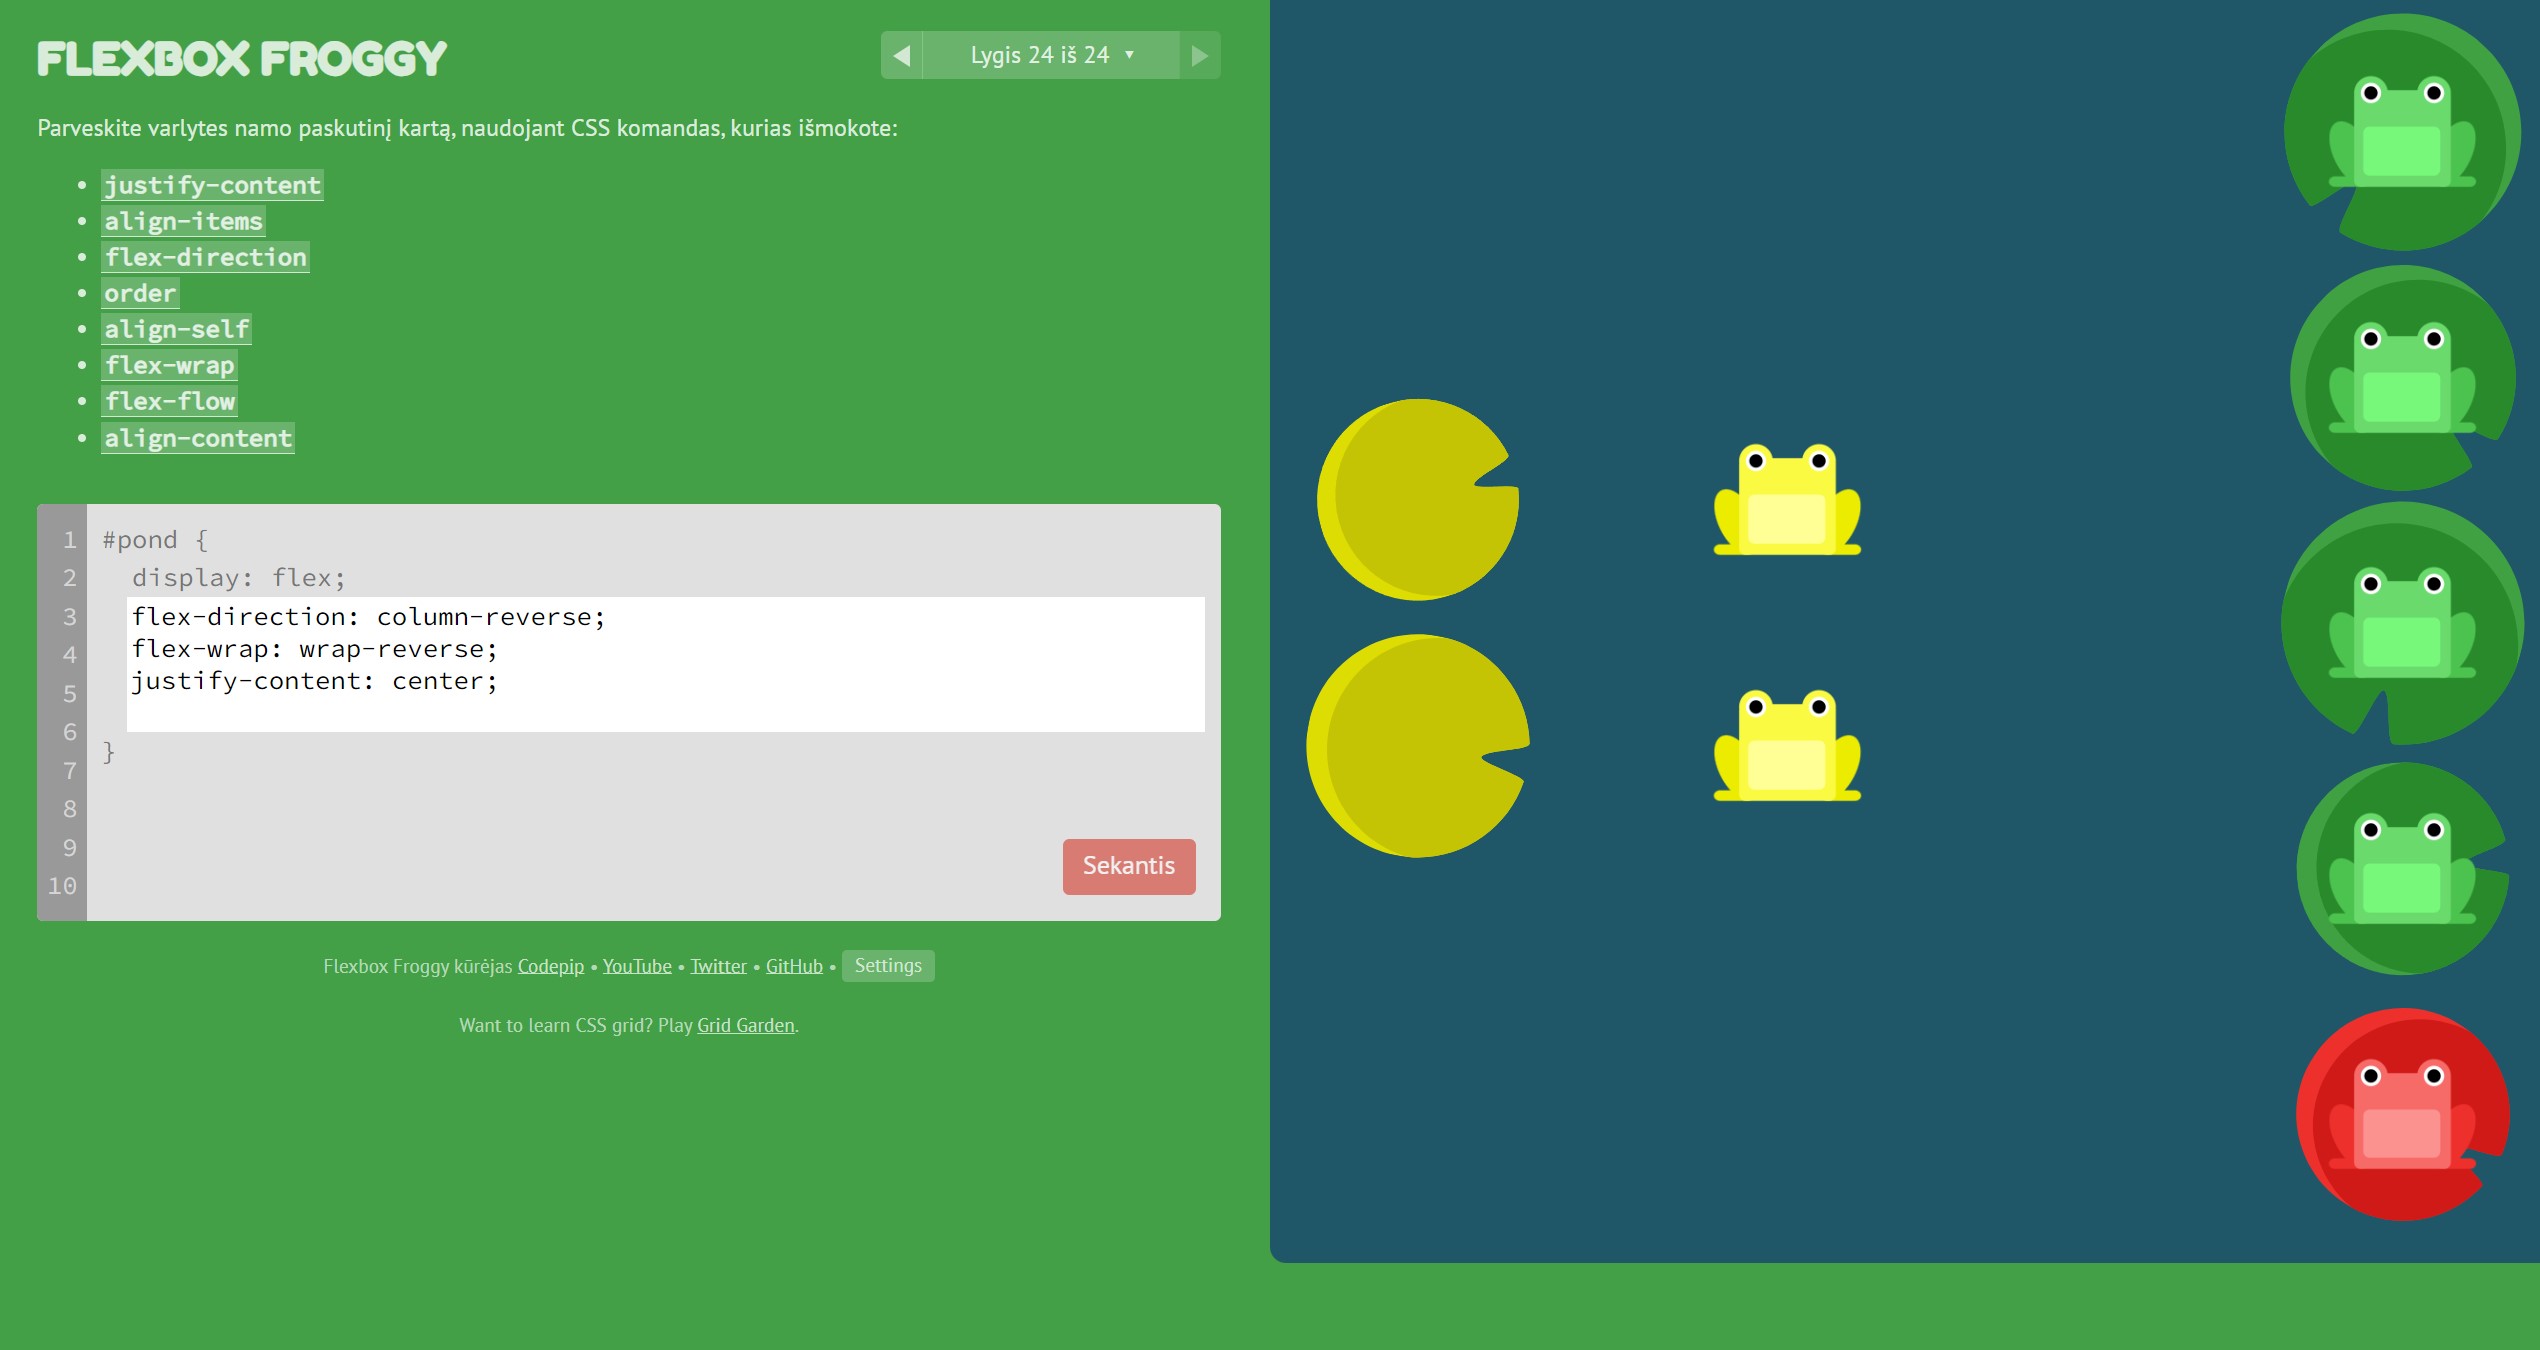 FLEXBOX FROGGY
Lygis 24 iš 24 ▼
Parveskite varlytes namo paskutinį kartą, naudojant CSS komandas, kurias išmokote:
• justify-content
• align-items
• flex-direction
• order
• align-self
• flex-wrap
• flex-flow
• align-content
1 #pond {
2 display: flex;
3 flex-direction: column-reverse;
4 flex-wrap: wrap-reverse;
5 justify-content: center;
6
7 }
8
9
10
Sekantis
Flexbox Froggy kūrėjas Codepip • YouTube • Twitter • GitHub • Settings
Want to learn CSS grid? Play Grid Garden.